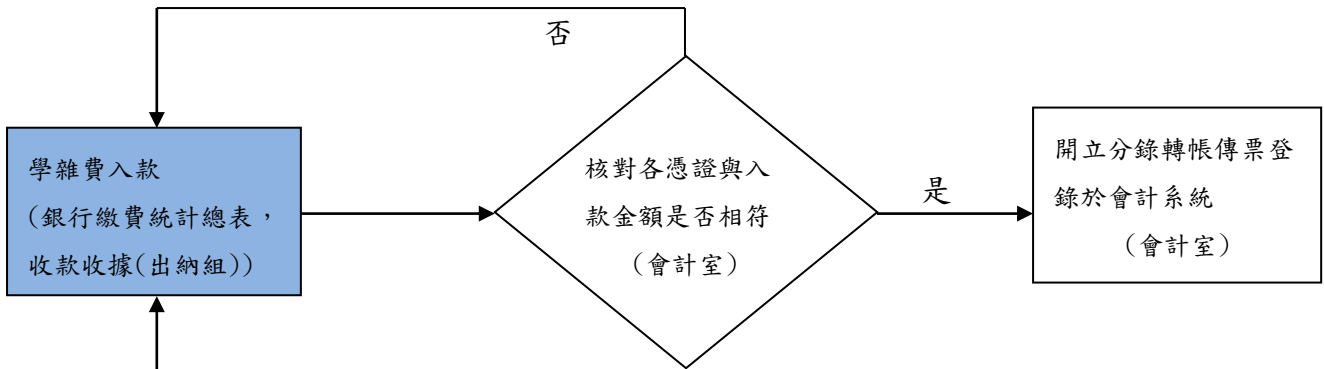 否
學雜費入款
(銀行繳費統計總表，
收款收據(出納組))
核對各憑證與入
款金額是否相符
(會計室)
是
開立分錄轉帳傳票登
錄於會計系統
(會計室)